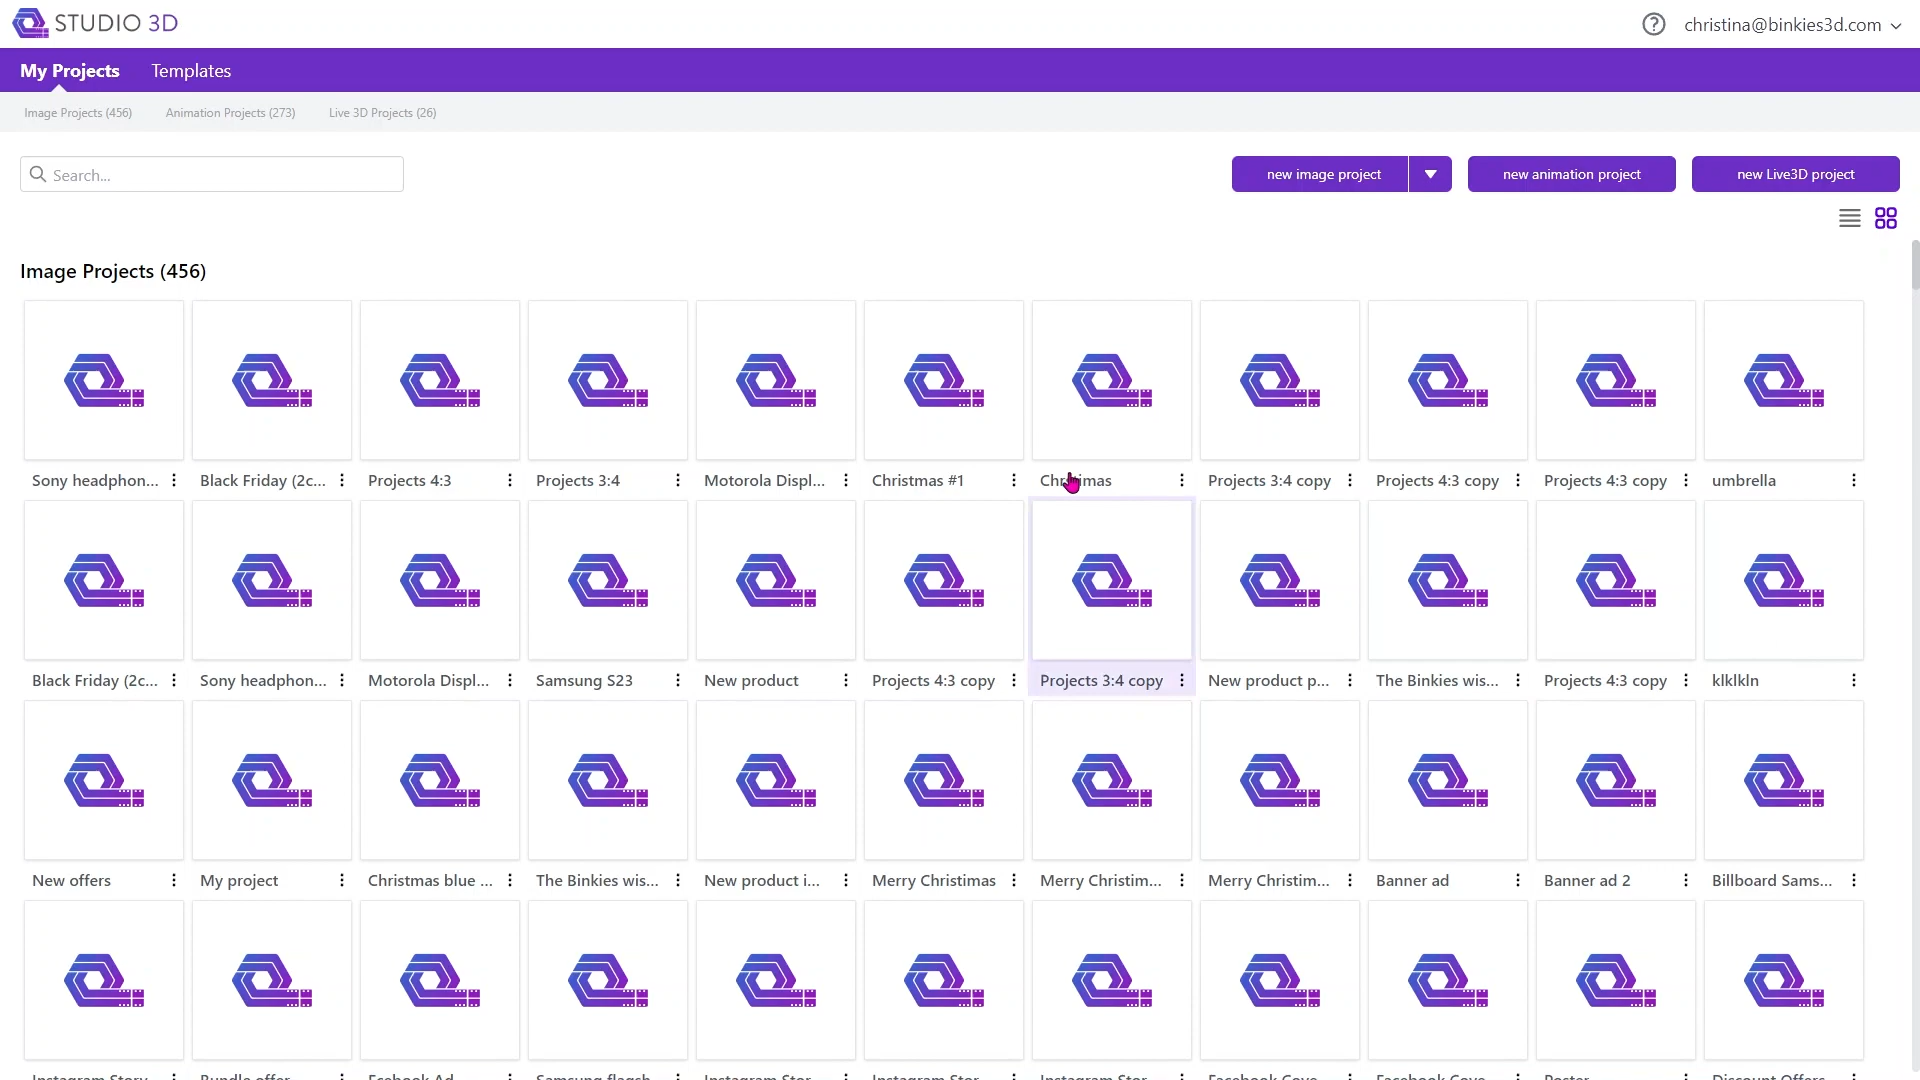 STUDIO 3D
christina@binkies3d.com
My Projects Templates
Image Projects (456) Animation Projects (273) Live 3D Projects (26)
Search...
new image project new animation project new Live3D project
Image Projects (456)
Sony headphon... Black Friday (2c... Projects 4:3 Projects 3:4 Motorola Displ... Christmas #1 Christmas Projects 3:4 copy Projects 4:3 copy Projects 4:3 copy umbrella
Black Friday (2c... Sony headphon... Motorola Displ... Samsung S23 New product Projects 4:3 copy Projects 3:4 copy New product p... The Binkies wis... Projects 4:3 copy klklkln
New offers My project Christmas blue ... The Binkies wis... New product i... Merry Christimas Merry Christim... Merry Christim... Banner ad Banner ad 2 Billboard Sams...
Instagram Story Bundle offer Instagram Stor... Instagram Stor... Instagram Stor... Facebook Cove... Facebook Cove... Poster Discount Offers